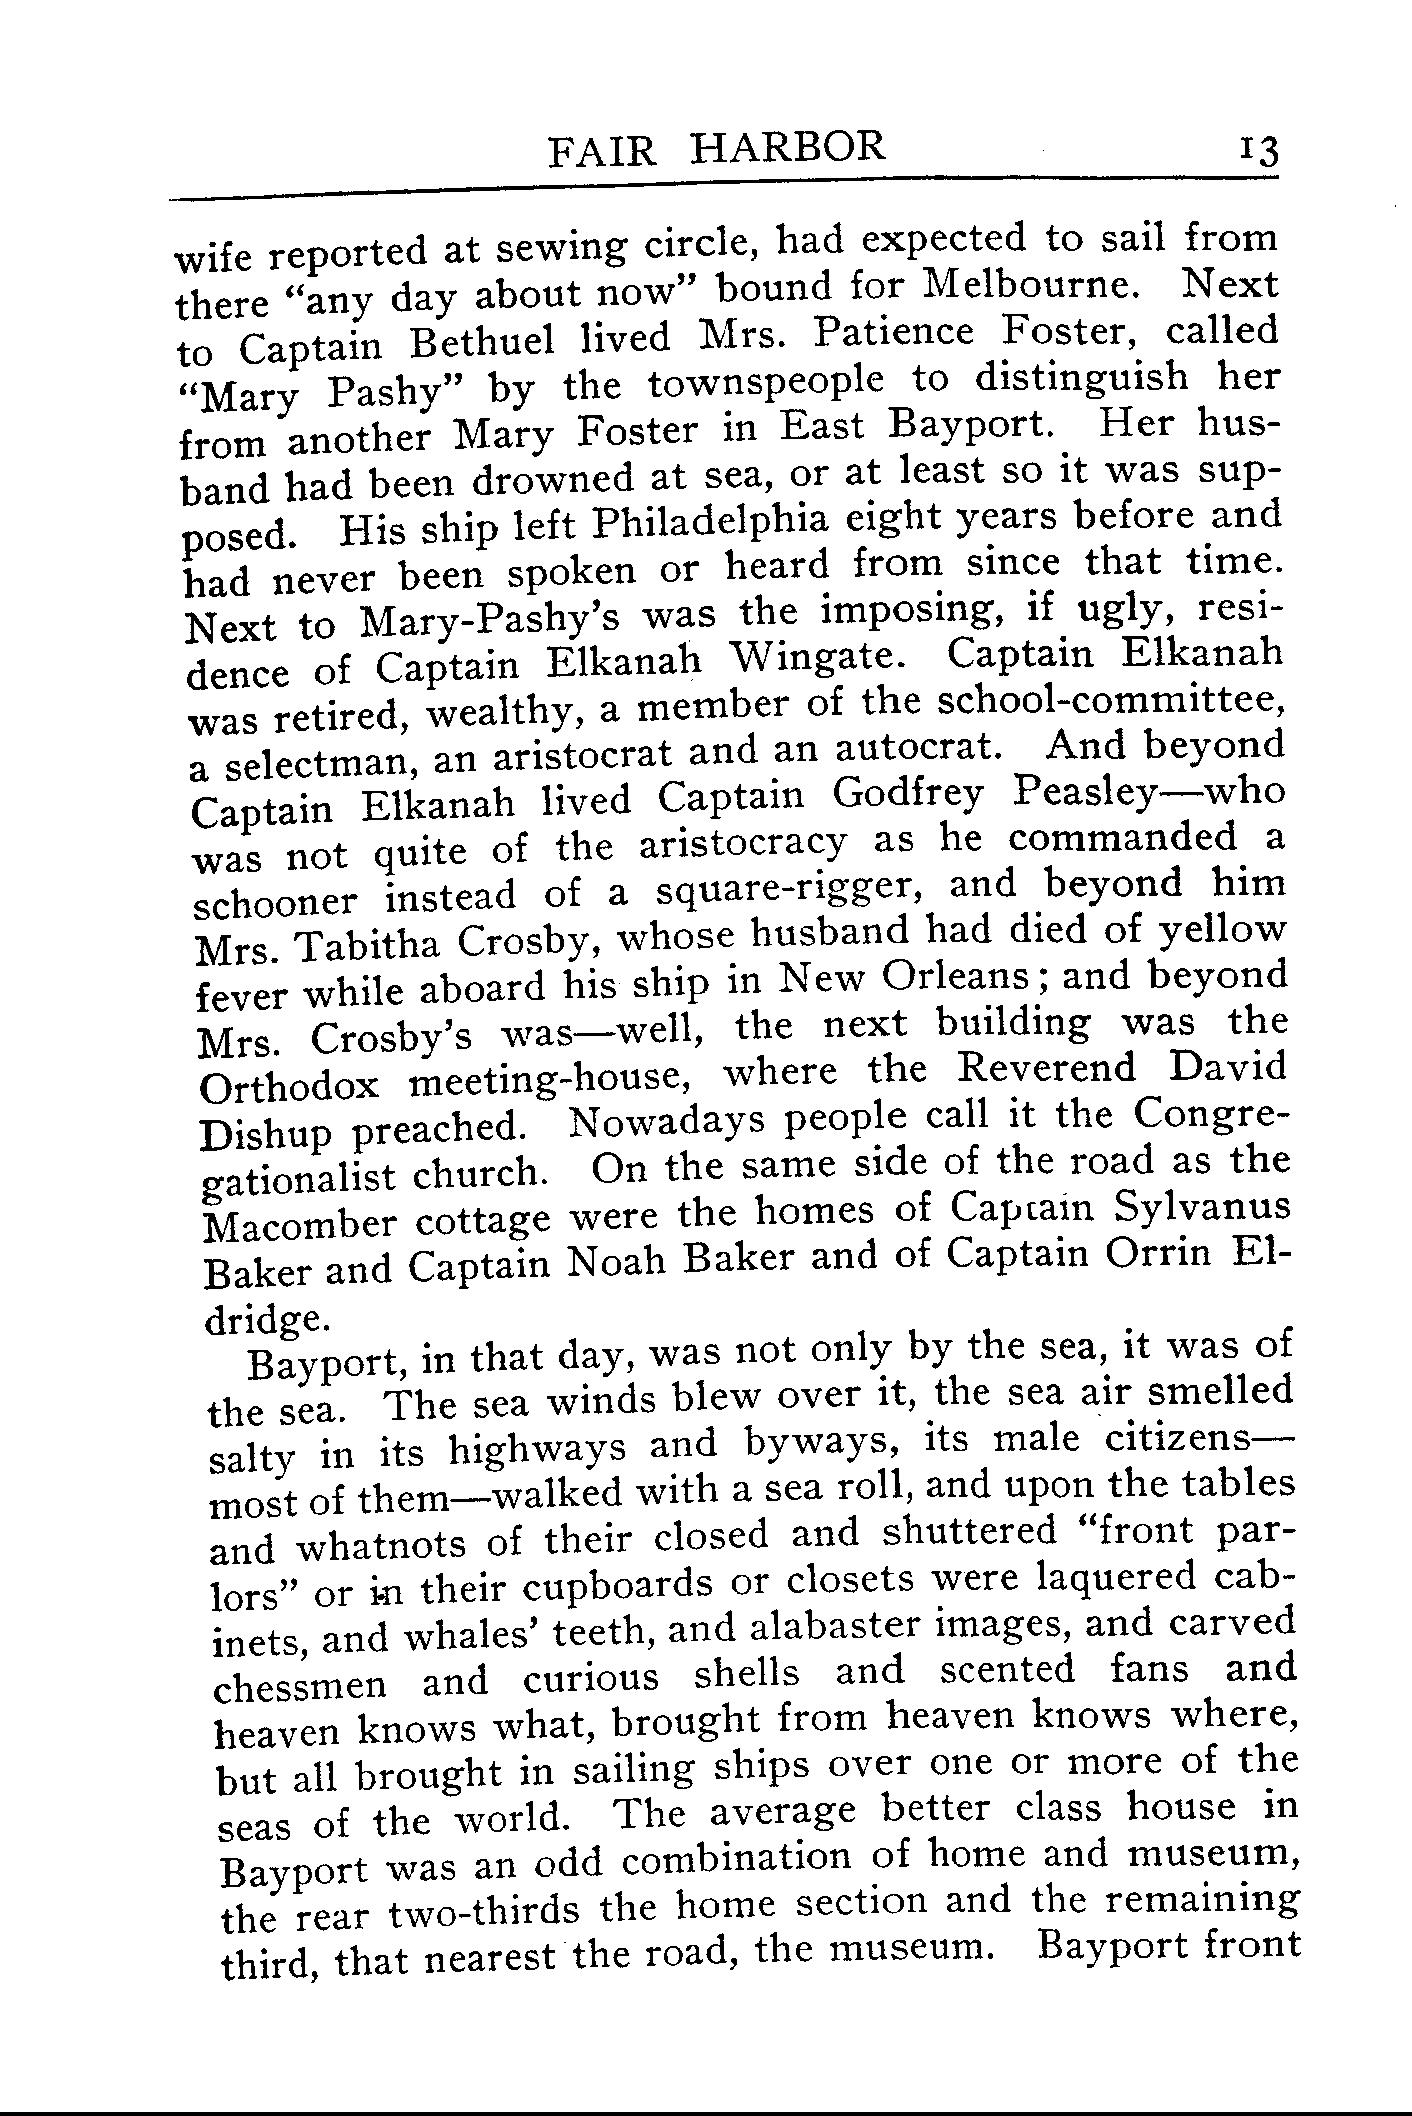 FAIR HARBOR 13
wife reported at sewing circle, had expected to sail from
there “any day about now” bound for Melbourne. Next
to Captain Bethuel lived Mrs. Patience Foster, called
“Mary Pashy” by the townspeople to distinguish her
from another Mary Foster in East Bayport. Her hus-
band had been drowned at sea, or at least so it was sup-
posed. His ship left Philadelphia eight years before and
had never been spoken or heard from since that time.
Next to Mary-Pashy’s was the imposing, if ugly, resi-
dence of Captain Elkanah Wingate. Captain Elkanah
was retired, wealthy, a member of the school-committee,
a selectman, an aristocrat and an autocrat. And beyond
Captain Elkanah lived Captain Godfrey Peasley—who
was not quite of the aristocracy as he commanded a
schooner instead of a square-rigger, and beyond him
Mrs. Tabitha Crosby, whose husband had died of yellow
fever while aboard his ship in New Orleans; and beyond
Mrs. Crosby’s was—well, the next building was the
Orthodox meeting-house, where the Reverend David
Dishup preached. Nowadays people call it the Congre-
gationalist church. On the same side of the road as the
Macomber cottage were the homes of Captain Sylvanus
Baker and Captain Noah Baker and of Captain Orrin El-
dridge.
Bayport, in that day, was not only by the sea, it was of
the sea. The sea winds blew over it, the sea air smelled
salty in its highways and byways, its male citizens—
most of them—walked with a sea roll, and upon the tables
and whatnots of their closed and shuttered “front par-
lors” or in their cupboards or closets were laquered cab-
inets, and whales’ teeth, and alabaster images, and carved
chessmen and curious shells and scented fans and
heaven knows what, brought from heaven knows where,
but all brought in sailing ships over one or more of the
seas of the world. The average better class house in
Bayport was an odd combination of home and museum,
the rear two-thirds the home section and the remaining
third, that nearest the road, the museum. Bayport front